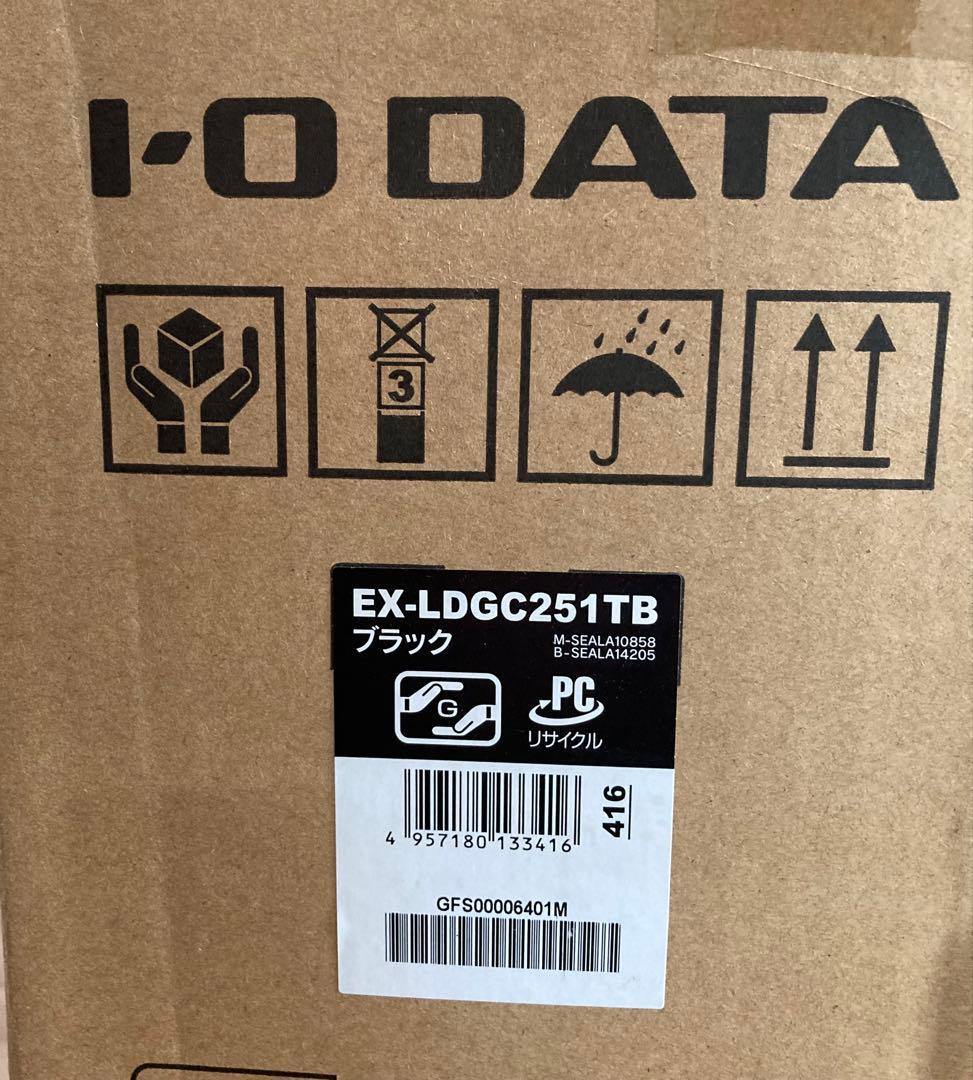 I-O DATA
3
EX-LDGC251TB
ブラック
M-SEALA10858
B-SEALA14205
G
PC
リサイクル
416
4 957180 133416
GFS00006401M